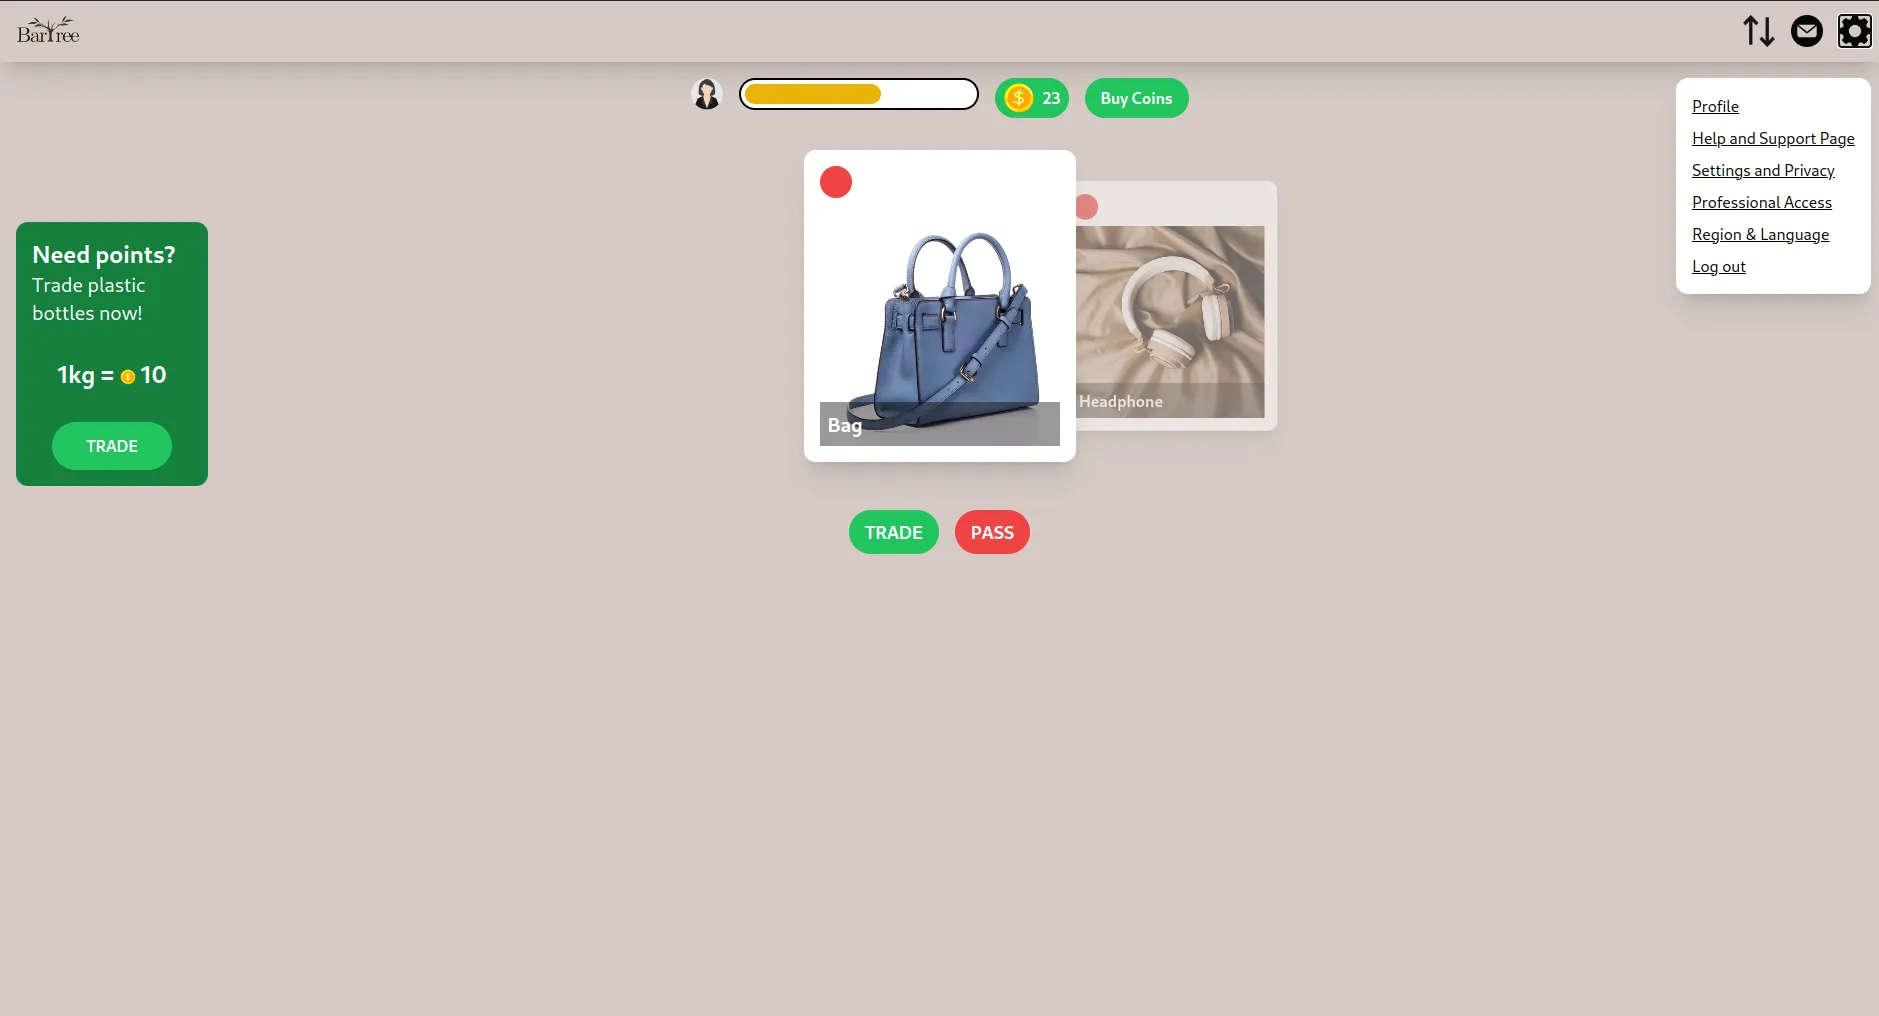 BarTree
$ 23
Buy Coins
Profile
Help and Support Page
Settings and Privacy
Professional Access
Region & Language
Log out
Need points?
Trade plastic
bottles now!
1kg = $ 10
TRADE
Bag
Headphone
TRADE
PASS